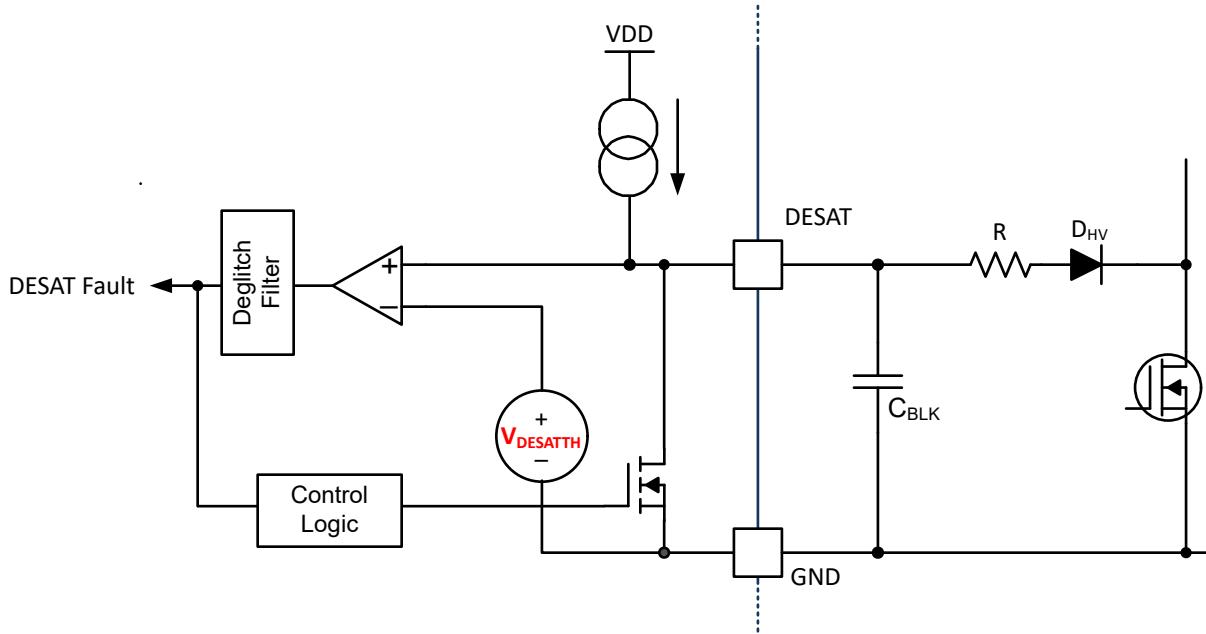 VDD
DESAT
R
DHV
DESAT Fault
Deglitch
Filter
+
−
+
VDESATTH
−
CBLK
Control
Logic
GND